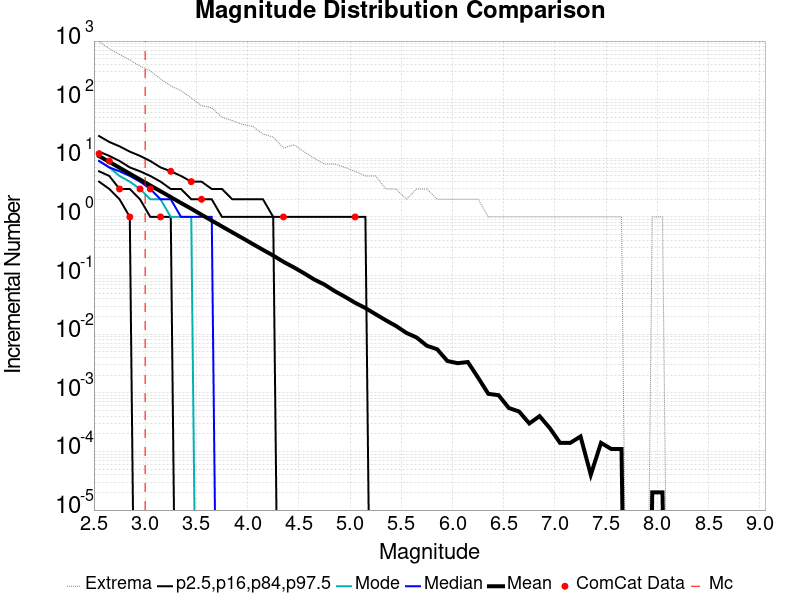 Magnitude Distribution Comparison
10^3
10^2
10^1
10^0
10^-1
10^-2
10^-3
10^-4
10^-5
Incremental Number
2.5 3.0 3.5 4.0 4.5 5.0 5.5 6.0 6.5 7.0 7.5 8.0 8.5 9.0
Magnitude
Extrema p2.5,p16,p84,p97.5 Mode Median Mean ComCat Data Mc